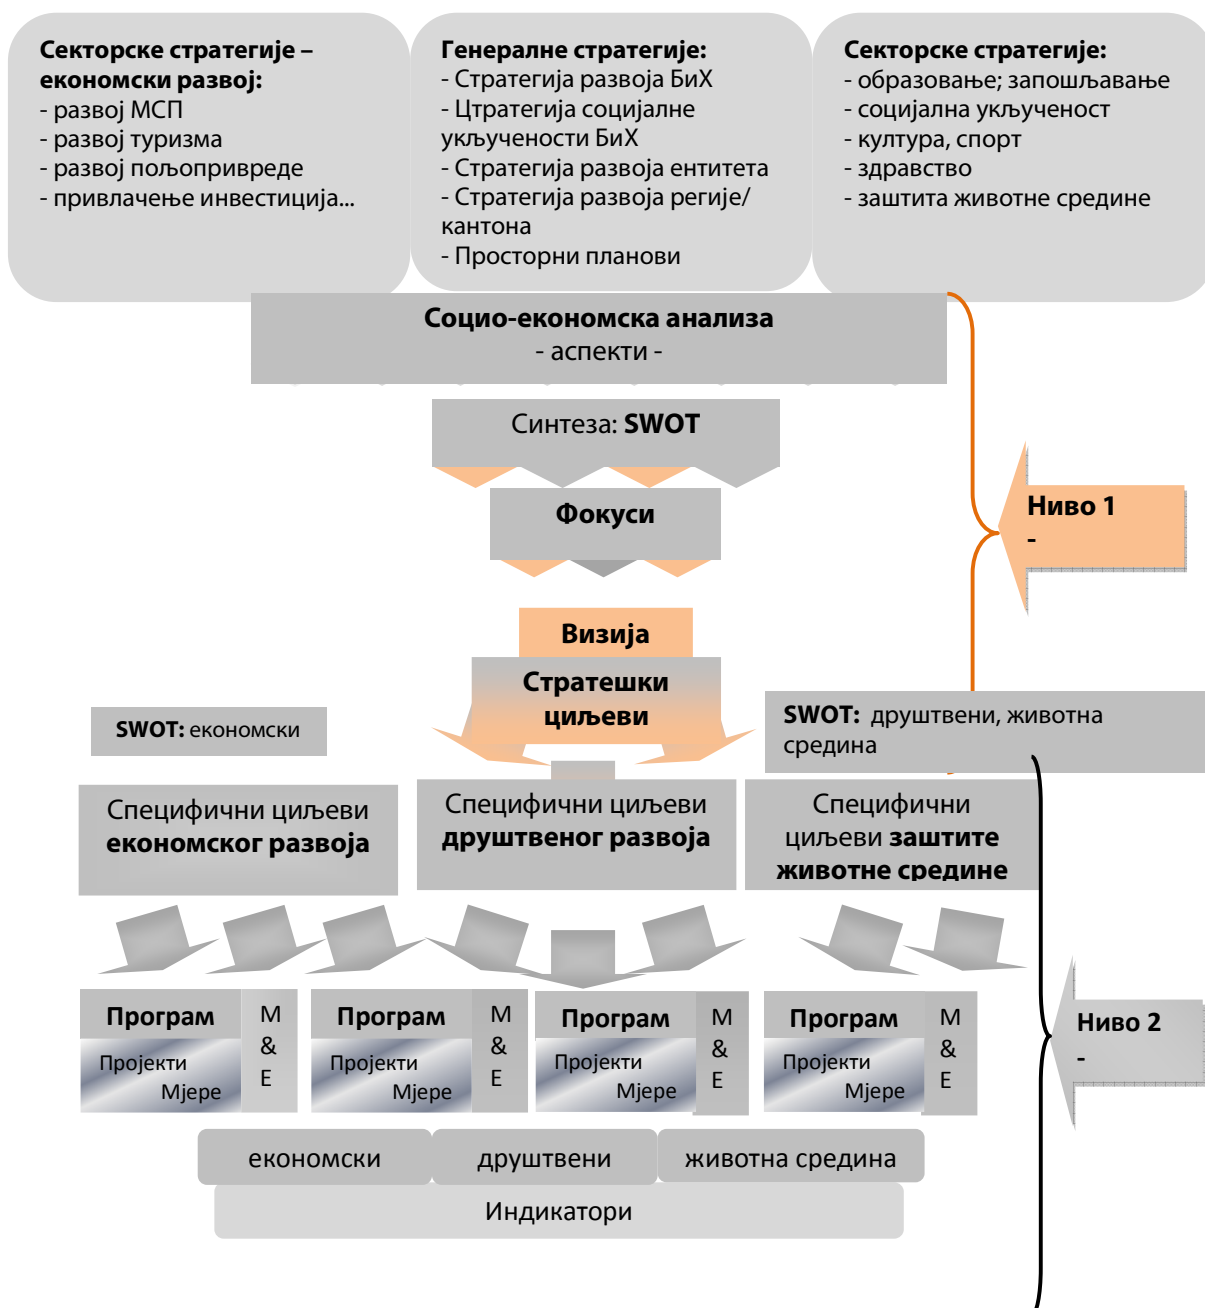 Секторске стратегије –
економски развој:
- развој МСП
- развој туризма
- развој пољопривреде
- привлачење инвестиција...
Генералне стратегије:
- Стратегија развоја БиХ
- Цтратегија социјалне
укључености БиХ
- Стратегија развоја ентитета
- Стратегија развоја регије/
кантона
- Просторни планови
Секторске стратегије:
- образовање; запошљавање
- социјална укљученост
- култура, спорт
- здравство
- заштита животне средине
Социо-економска анализа
- аспекти -
Синтеза: SWOT
Фокуси
Ниво 1
-
Визија
Стратешки
циљеви
SWOT: економски
SWOT: друштвени, животна
средина
Специфични циљеви
економског развоја
Специфични циљеви
друштвеног развоја
Специфични
циљеви заштите
животне средине
Програм
Пројекти
Мјере
М
&
Е
Програм
Пројекти
Мјере
М
&
Е
Програм
Пројекти
Мјере
М
&
Е
Програм
Пројекти
Мјере
М
&
Е
Ниво 2
-
економски
друштвени
животна средина
Индикатори